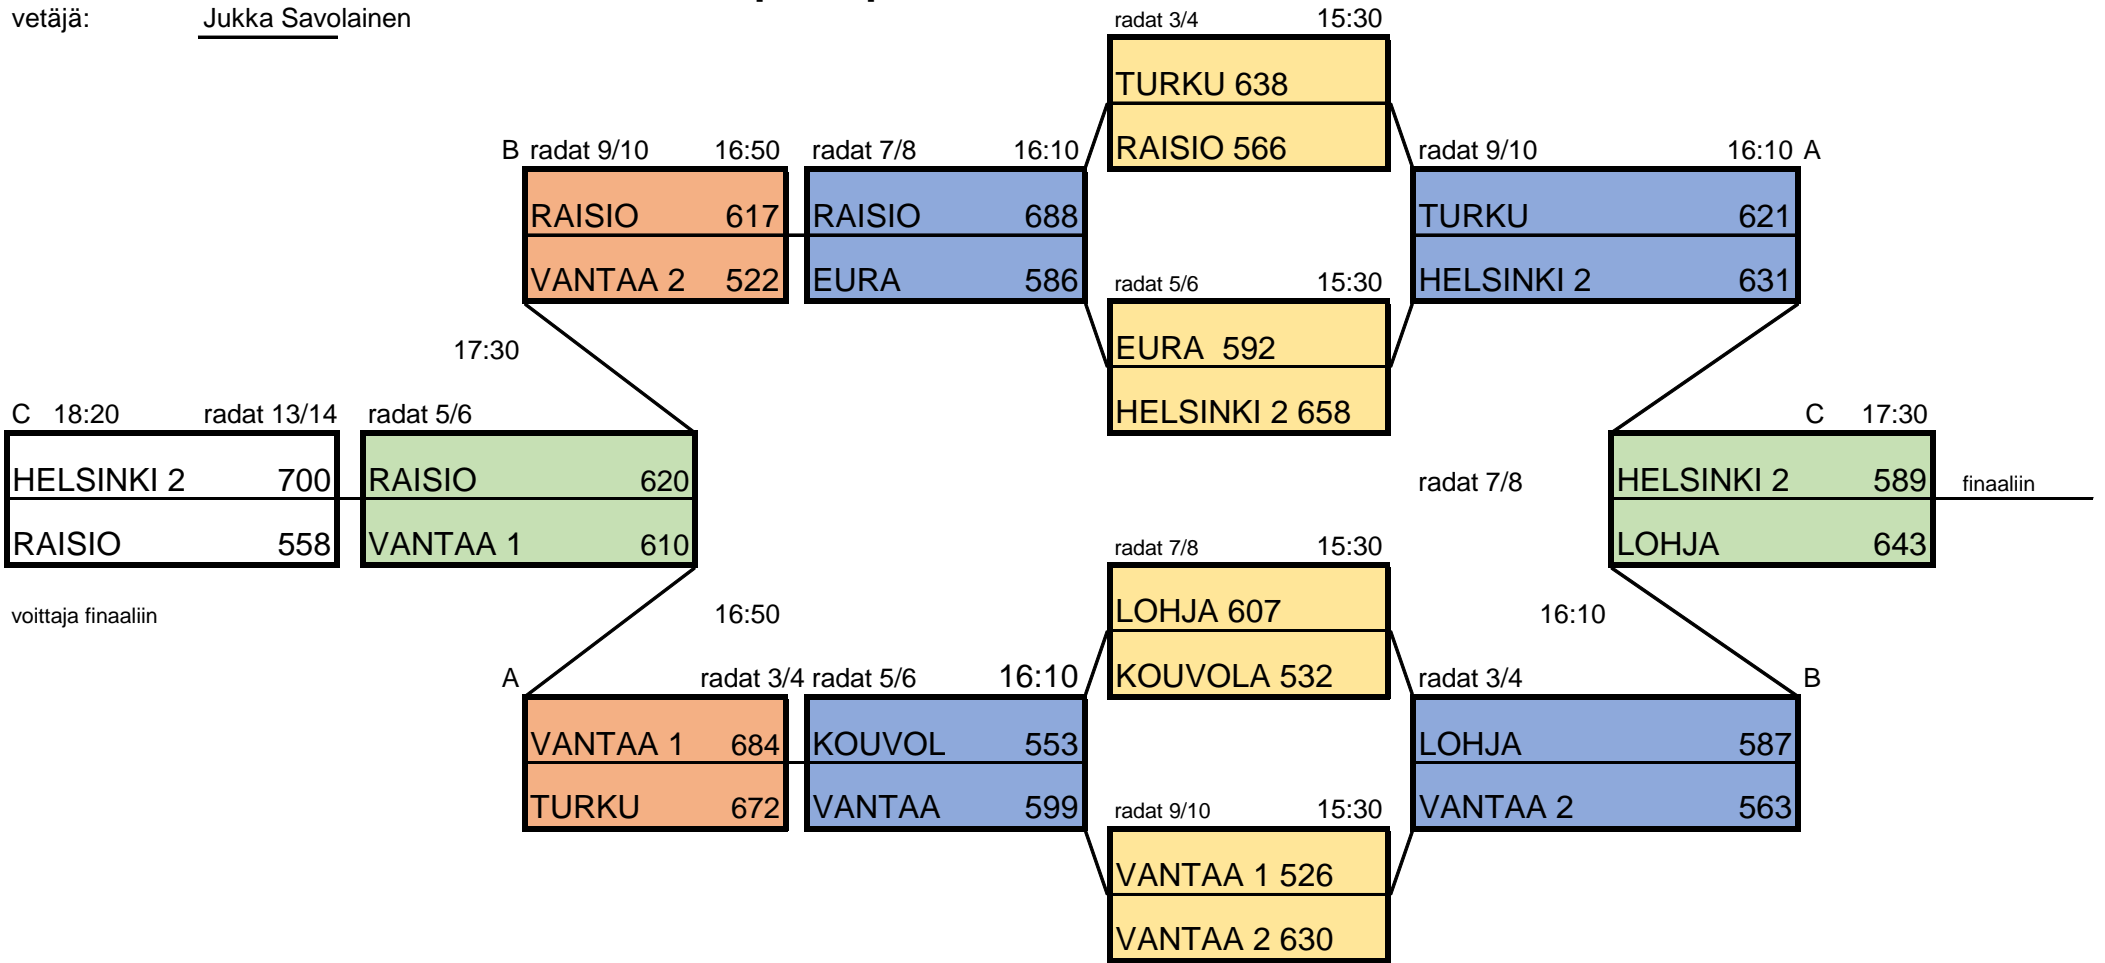 vetäjä: Jukka Savolainen
radat 3/4 15:30
TURKU 638
RAISIO 566
B radat 9/10 16:50 radat 7/8 16:10
radat 9/10 16:10 A
RAISIO 617 RAISIO 688
TURKU 621
VANTAA 2 522 EURA 586
HELSINKI 2 631
radat 5/6 15:30
EURA 592
HELSINKI 2 658
17:30
C 18:20 radat 13/14 radat 5/6
C 17:30
HELSINKI 2 700 RAISIO 620
radat 7/8
HELSINKI 2 589 finaaliin
RAISIO 558 VANTAA 1 610
LOHJA 643
radat 7/8 15:30
voittaja finaaliin
16:50
LOHJA 607
16:10
KOUVOLA 532
A radat 3/4 radat 5/6 16:10
radat 3/4 B
VANTAA 1 684 KOUVOL 553
LOHJA 587
TURKU 672 VANTAA 599
VANTAA 2 563
radat 9/10 15:30
VANTAA 1 526
VANTAA 2 630